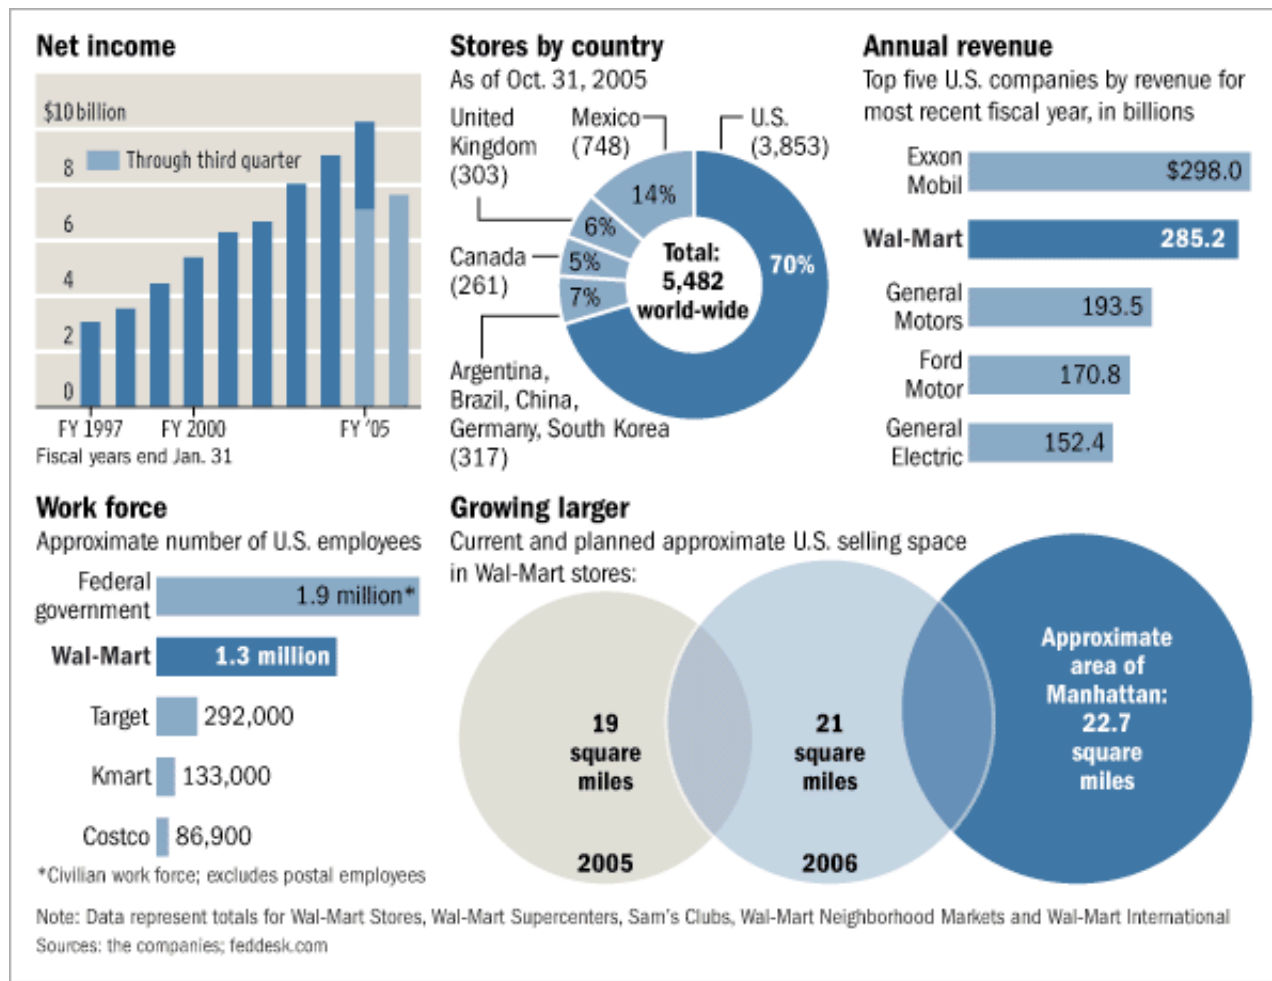 Net income
$10 billion
Through third quarter
8
6
4
2
0
FY 1997
FY 2000
FY '05
Fiscal years end Jan. 31
Stores by country
As of Oct. 31, 2005
United
Kingdom
(303)
Mexico
(748)
U.S.
(3,853)
14%
6%
Canada
(261)
5%
7%
70%
Total:
5,482
world-wide
Argentina,
Brazil, China,
Germany, South Korea
(317)
Annual revenue
Top five U.S. companies by revenue for
most recent fiscal year, in billions
Exxon
Mobil
$298.0
Wal-Mart
285.2
General
Motors
193.5
Ford
Motor
170.8
General
Electric
152.4
Work force
Approximate number of U.S. employees
Federal
government
1.9 million*
Wal-Mart
1.3 million
Target
292,000
Kmart
133,000
Costco
86,900
*Civilian work force; excludes postal employees
Growing larger
Current and planned approximate U.S. selling space
in Wal-Mart stores:
19
square
miles
2005
21
square
miles
2006
Approximate
area of
Manhattan:
22.7
square
miles
Note: Data represent totals for Wal-Mart Stores, Wal-Mart Supercenters, Sam's Clubs, Wal-Mart Neighborhood Markets and Wal-Mart International
Sources: the companies; feddesk.com